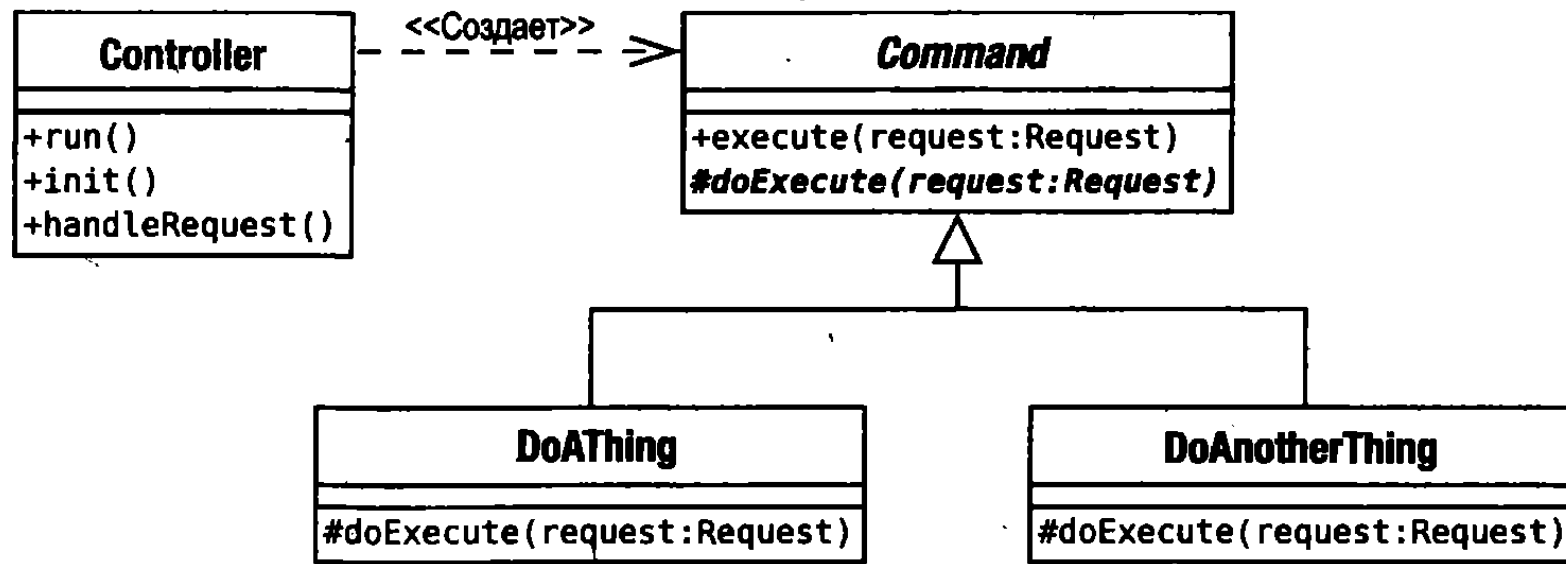 Controller
+run()
+init()
+handleRequest()
<<Создает>>
Command
+execute(request:Request)
#doExecute(request:Request)
DoAThing
#doExecute(request:Request)
DoAnotherThing
#doExecute(request:Request)